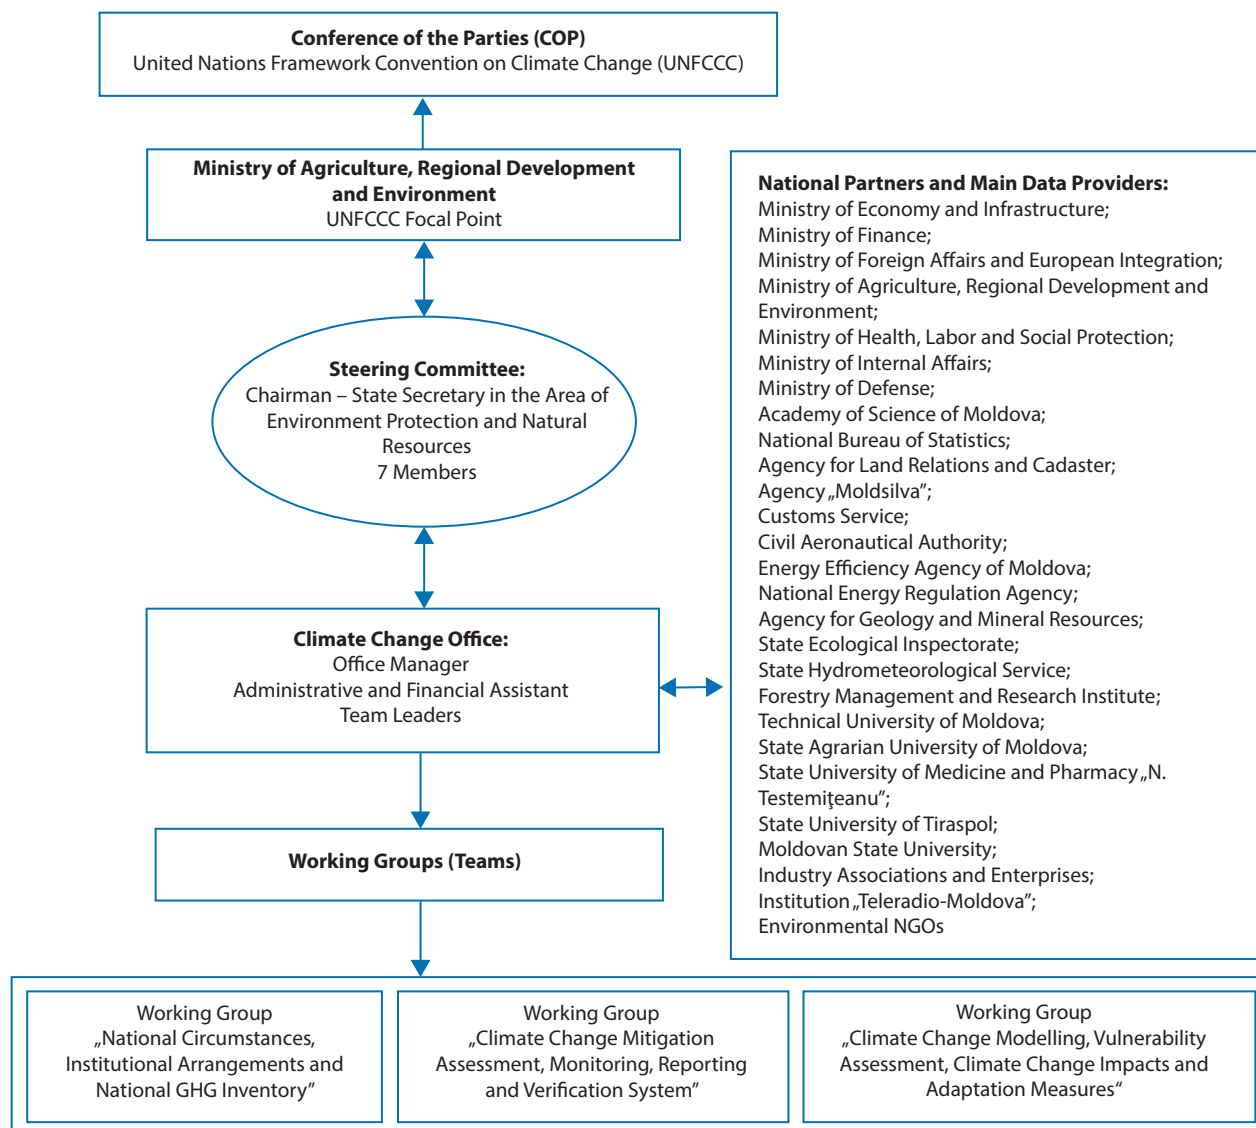 Conference of the Parties (COP)
United Nations Framework Convention on Climate Change (UNFCCC)
Ministry of Agriculture, Regional Development
and Environment
UNFCCC Focal Point
Steering Committee:
Chairman – State Secretary in the Area of
Environment Protection and Natural
Resources
7 Members
Climate Change Office:
Office Manager
Administrative and Financial Assistant
Team Leaders
Working Groups (Teams)
National Partners and Main Data Providers:
Ministry of Economy and Infrastructure;
Ministry of Finance;
Ministry of Foreign Affairs and European Integration;
Ministry of Agriculture, Regional Development and
Environment;
Ministry of Health, Labor and Social Protection;
Ministry of Internal Affairs;
Ministry of Defense;
Academy of Science of Moldova;
National Bureau of Statistics;
Agency for Land Relations and Cadaster;
Agency „Moldsilva”;
Customs Service;
Civil Aeronautical Authority;
Energy Efficiency Agency of Moldova;
National Energy Regulation Agency;
Agency for Geology and Mineral Resources;
State Ecological Inspectorate;
State Hydrometeorological Service;
Forestry Management and Research Institute;
Technical University of Moldova;
State Agrarian University of Moldova;
State University of Medicine and Pharmacy „N.
Testemiţeanu”;
State University of Tiraspol;
Moldovan State University;
Industry Associations and Enterprises;
Institution „Teleradio-Moldova”;
Environmental NGOs
Working Group
„National Circumstances,
Institutional Arrangements and
National GHG Inventory”
Working Group
„Climate Change Mitigation
Assessment, Monitoring, Reporting
and Verification System”
Working Group
„Climate Change Modelling, Vulnerability
Assessment, Climate Change Impacts and
Adaptation Measures“